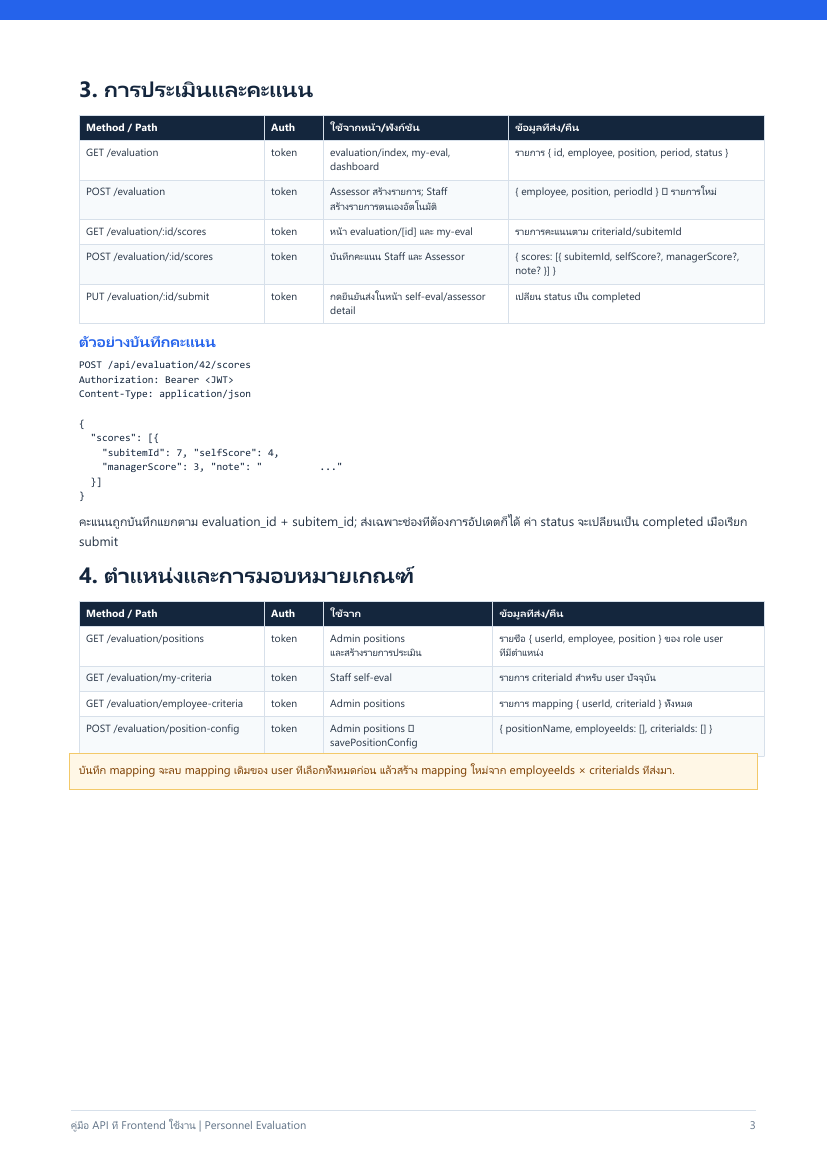 3. การประเมินและคะแนน
Method / Path Auth ใช้จากหน้า/ฟังก์ชัน ข้อมูลที่ส่ง/คืน
GET /evaluation token evaluation/index, my-eval, dashboard รายการ { id, employee, position, period, status }
POST /evaluation token Assessor สร้างรายการ; Staff สร้างรายการตนเองอัตโนมัติ { employee, position, periodId } □ รายการใหม่
GET /evaluation/:id/scores token หน้า evaluation/[id] และ my-eval รายการคะแนนตาม criteriaId/subitemId
POST /evaluation/:id/scores token บันทึกคะแนน Staff และ Assessor { scores: [{ subitemId, selfScore?, managerScore?, note? }] }
PUT /evaluation/:id/submit token กดยืนยันส่งในหน้า self-eval/assessor detail เปลี่ยน status เป็น completed
ตัวอย่างบันทึกคะแนน
POST /api/evaluation/42/scores
Authorization: Bearer <JWT>
Content-Type: application/json
{
"scores": [{
"subitemId": 7, "selfScore": 4,
"managerScore": 3, "note": " ..."
}]
}
คะแนนถูกบันทึกแยกตาม evaluation_id + subitem_id; ส่งเฉพาะช่องที่ต้องการอัปเดตก็ได้ ค่า status จะเปลี่ยนเป็น completed เมื่อเรียก
submit
4. ตำแหน่งและการมอบหมายเกณฑ์
Method / Path Auth ใช้จาก ข้อมูลที่ส่ง/คืน
GET /evaluation/positions token Admin positions และสร้างรายการประเมิน รายชื่อ { userId, employee, position } ของ role user ที่มีตำแหน่ง
GET /evaluation/my-criteria token Staff self-eval รายการ criteriaId สำหรับ user ปัจจุบัน
GET /evaluation/employee-criteria token Admin positions รายการ mapping { userId, criteriaId } ทั้งหมด
POST /evaluation/position-config token Admin positions □ savePositionConfig { positionName, employeeIds: [], criteriaIds: [] }
บันทึก mapping จะลบ mapping เดิมของ user ที่เลือกทั้งหมดก่อน แล้วสร้าง mapping ใหม่จาก employeeIds × criteriaIds ที่ส่งมา.
คู่มือ API ที่ Frontend ใช้งาน | Personnel Evaluation 3